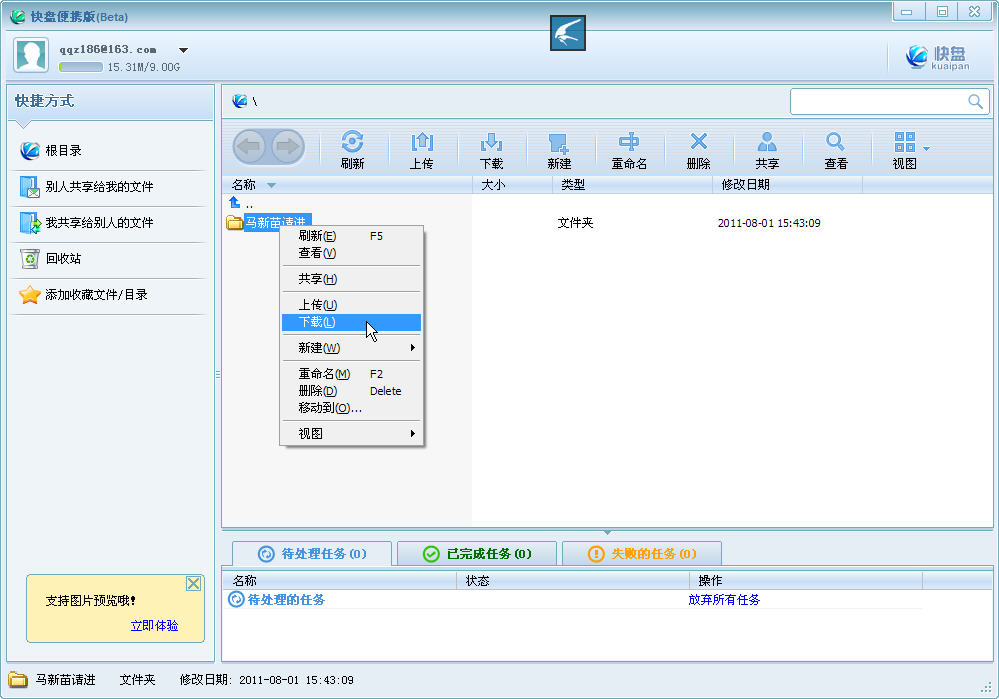 快盘便携版(Beta)
qqz186@163.com
15.31M/9.00G
快盘
kuaipan
快捷方式
根目录
别人共享给我的文件
我共享给别人的文件
回收站
添加收藏文件/目录
\
刷新 上传 下载 新建 重命名 删除 共享 查看 视图
名称 大小 类型 修改日期
..
马新苗请进 文件夹 2011-08-01 15:43:09
刷新(E) F5
查看(V)
共享(H)
上传(U)
下载(L)
新建(W)
重命名(M) F2
删除(D) Delete
移动到(O)...
视图
待处理任务(0) 已完成任务(0) 失败的任务(0)
名称 状态 操作
待处理的任务 放弃所有任务
支持图片预览哦!
立即体验
马新苗请进 文件夹 修改日期: 2011-08-01 15:43:09